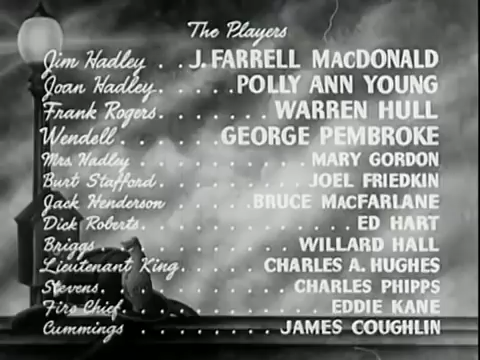 The Players
Jim Hadley . . J. FARRELL MacDONALD
Joan Hadley . . . . . POLLY ANN YOUNG
Frank Rogers . . . . . . WARREN HULL
Wendell . . . . . . GEORGE PEMBROKE
Mrs. Hadley . . . . . . . . . MARY GORDON
Burt Stafford . . . . . . . . JOEL FRIEDKIN
Jack Henderson . . . . . BRUCE MacFARLANE
Dick Roberts . . . . . . . . . . . ED HART
Briggs . . . . . . . . . . . WILLARD HALL
Lieutenant King . . . . . CHARLES A. HUGHES
Stevens . . . . . . . . . . CHARLES PHIPPS
Fire Chief . . . . . . . . . . . EDDIE KANE
Cummings . . . . . . . . JAMES COUGHLIN